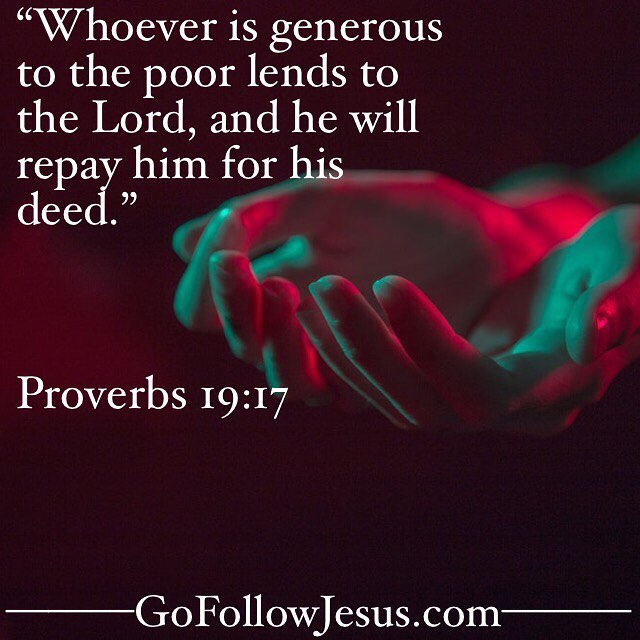 “Whoever is generous
to the poor lends to
the Lord, and he will
repay him for his
deed.”
Proverbs 19:17
GoFollowJesus.com